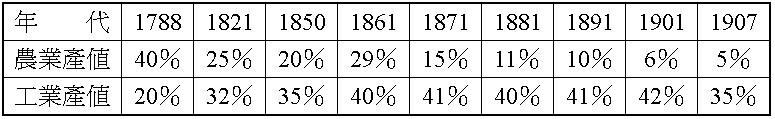 年 代 1788 1821 1850 1861 1871 1881 1891 1901 1907
農業產值 40% 25% 20% 29% 15% 11% 10% 6% 5%
工業產值 20% 32% 35% 40% 41% 40% 41% 42% 35%